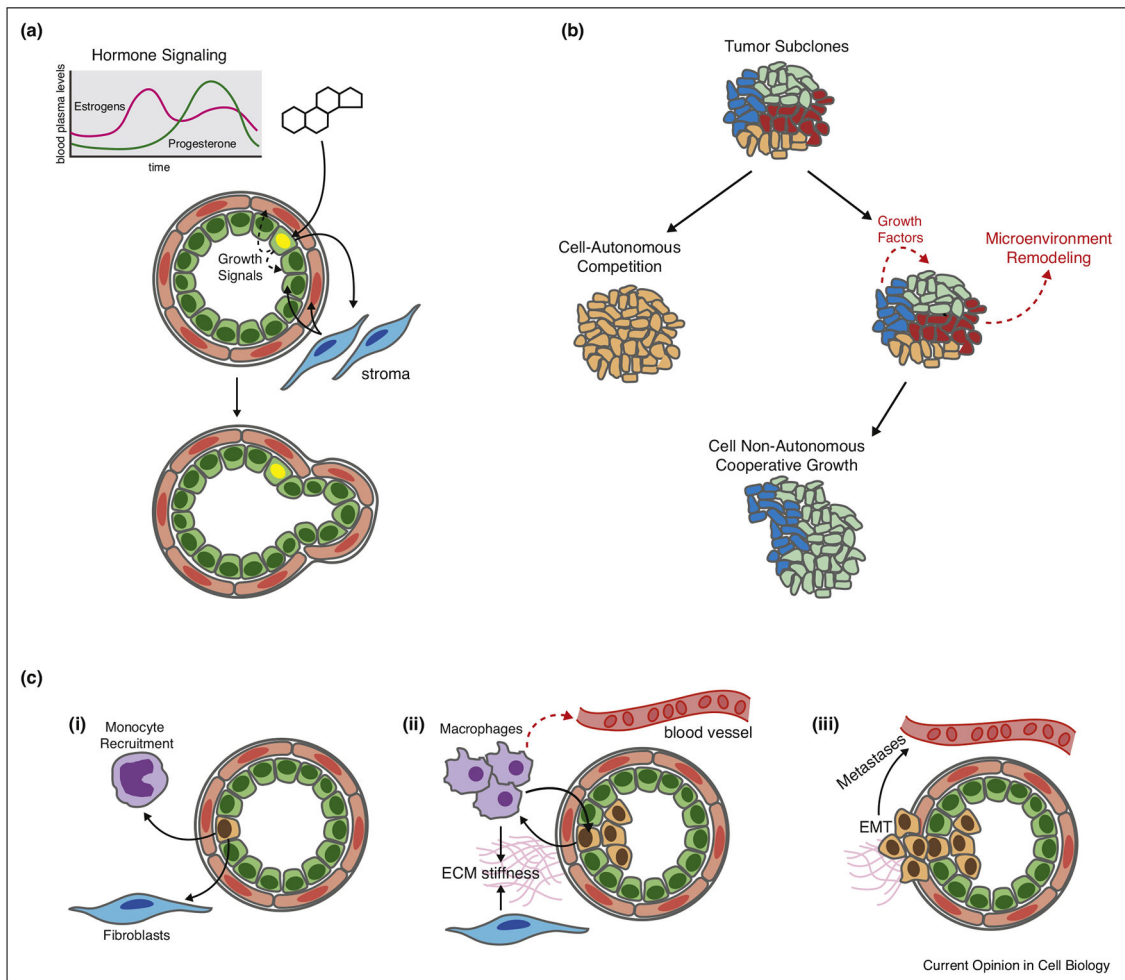 (a)
Hormone Signaling
blood plasma levels
Estrogens
Progesterone
time
Growth
Signals
stroma
(b)
Tumor Subclones
Cell-Autonomous
Competition
Growth
Factors
Microenvironment
Remodeling
Cell Non-Autonomous
Cooperative Growth
(c)
(i)
Monocyte
Recruitment
Fibroblasts
(ii)
Macrophages
blood vessel
ECM stiffness
(iii)
Metastases
EMT
Current Opinion in Cell Biology